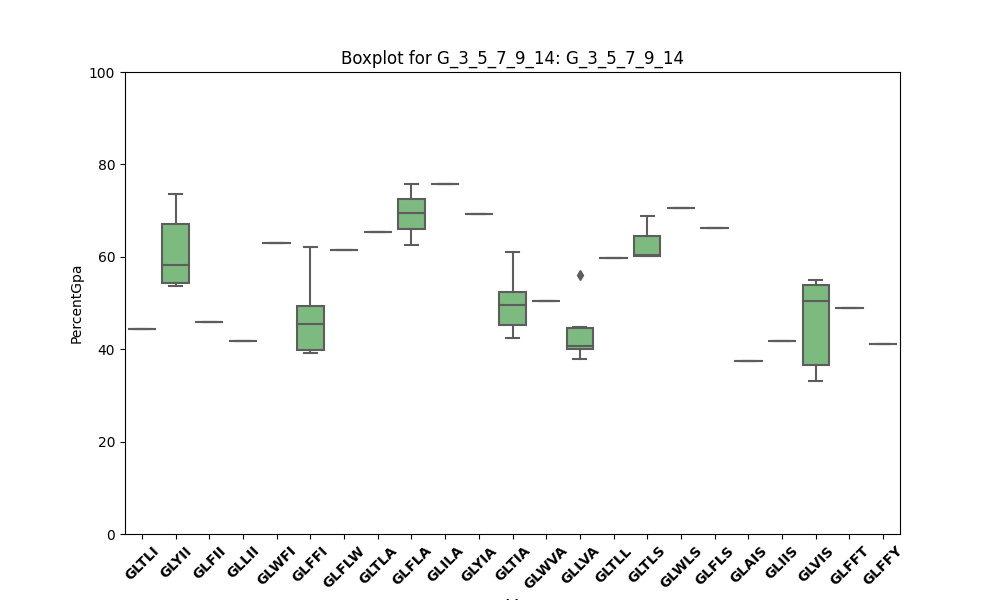 Boxplot for G_3_5_7_9_14: G_3_5_7_9_14
PercentGpa
100
80
60
40
20
0
GLTLI
GLYII
GLFII
GLLII
GLWFI
GLFFI
GLFLW
GLTLA
GLFLA
GLILA
GLYIA
GLTIA
GLWVA
GLLVA
GLTLL
GLTLS
GLWLS
GLFLS
GLAIS
GLIIS
GLVIS
GLFFT
GLFFY